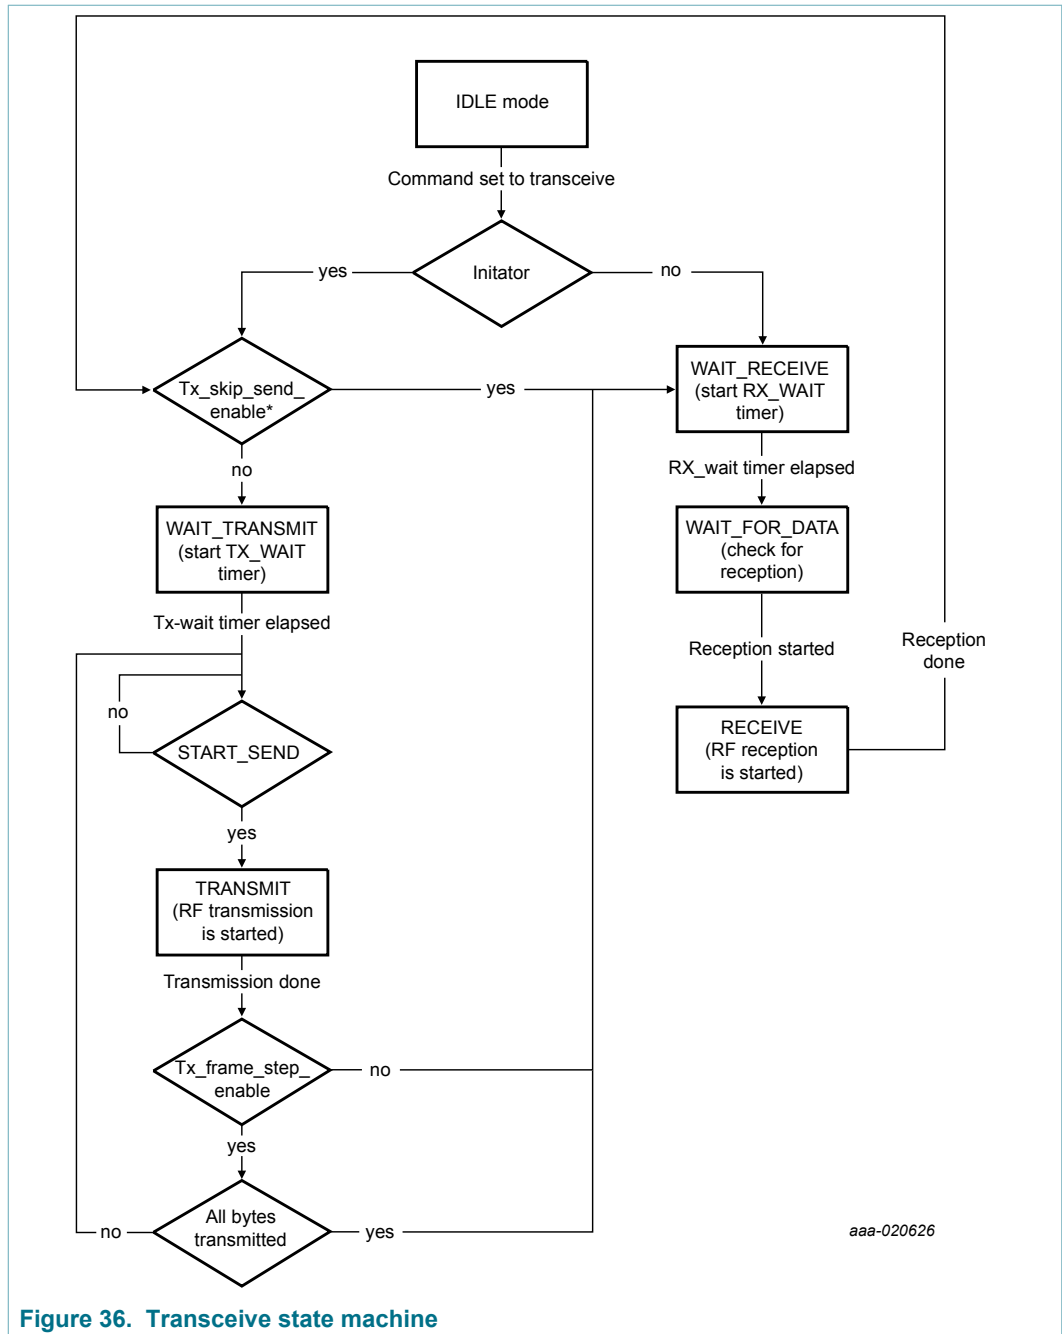 IDLE mode
Command set to transceive
Initator
yes
no
Tx_skip_send_
enable*
yes
no
WAIT_RECEIVE
(start RX_WAIT
timer)
RX_wait timer elapsed
WAIT_TRANSMIT
(start TX_WAIT
timer)
WAIT_FOR_DATA
(check for
reception)
Tx-wait timer elapsed
Reception started
Reception
done
no
START_SEND
RECEIVE
(RF reception
is started)
yes
TRANSMIT
(RF transmission
is started)
Transmission done
Tx_frame_step_
enable
no
yes
All bytes
transmitted
no
yes
aaa-020626
Figure 36. Transceive state machine